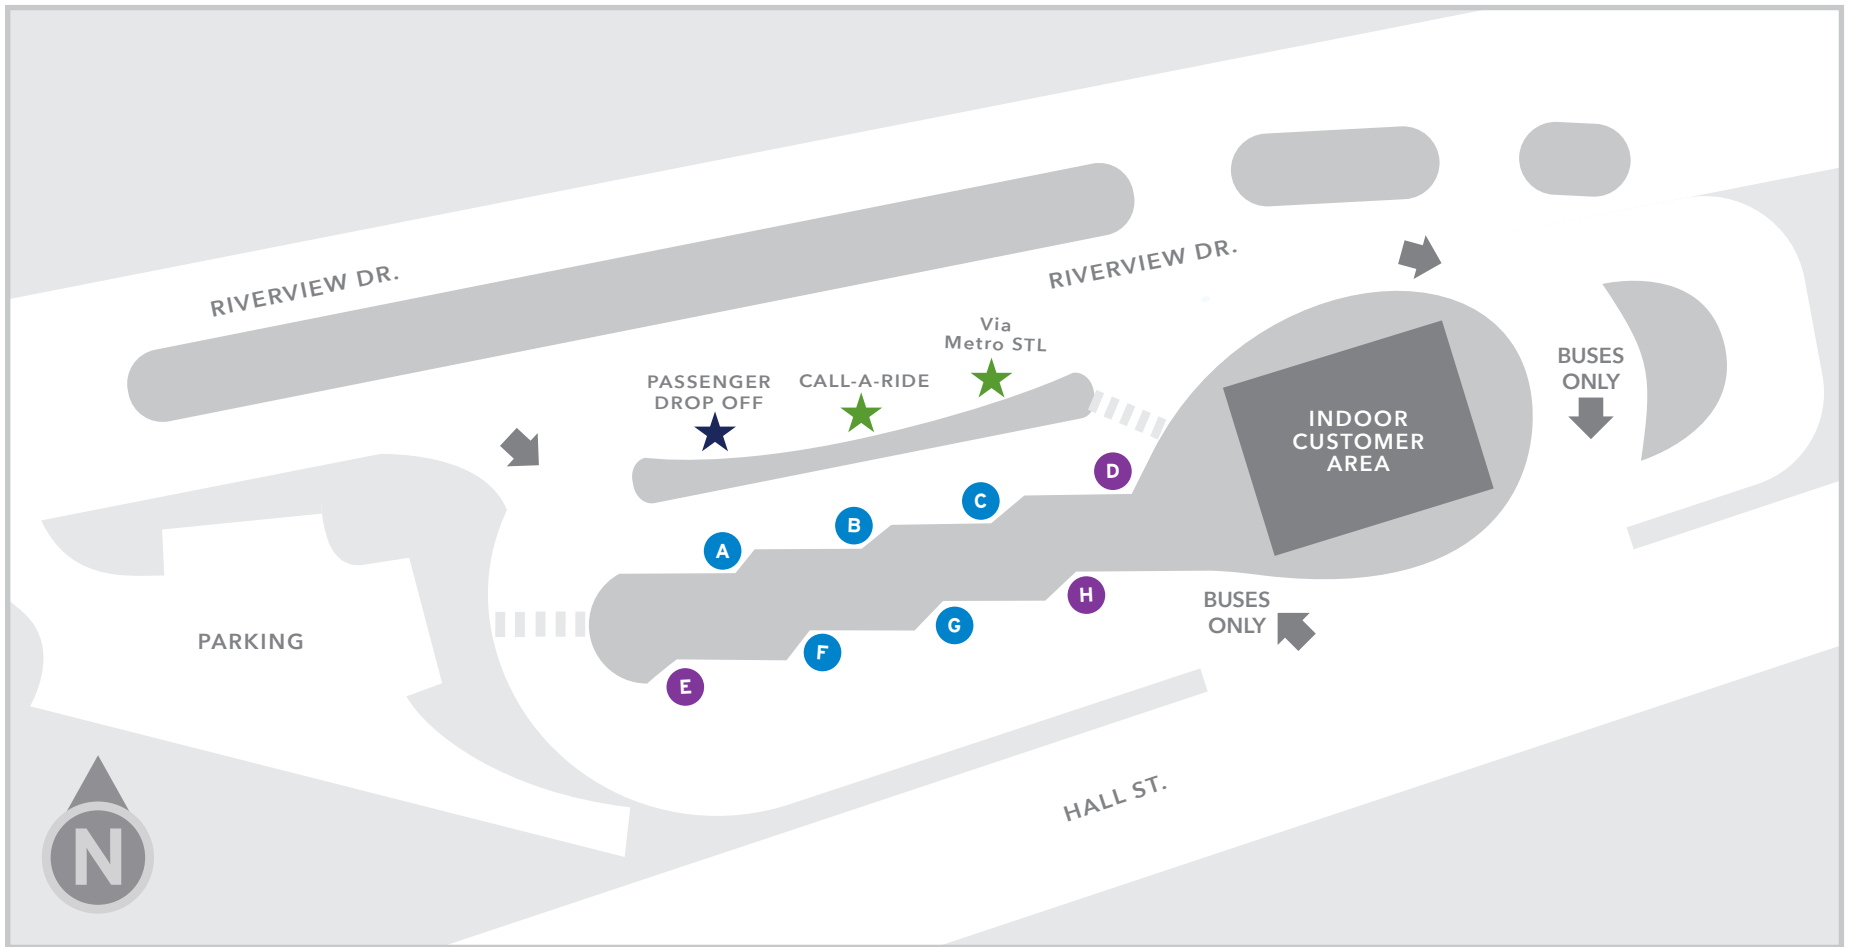 RIVERVIEW DR.
RIVERVIEW DR.
Via
Metro STL
PASSENGER
DROP OFF
CALL-A-RIDE
BUSES
ONLY
INDOOR
CUSTOMER
AREA
D
C
B
A
H
G
F
E
BUSES
ONLY
PARKING
HALL ST.
N